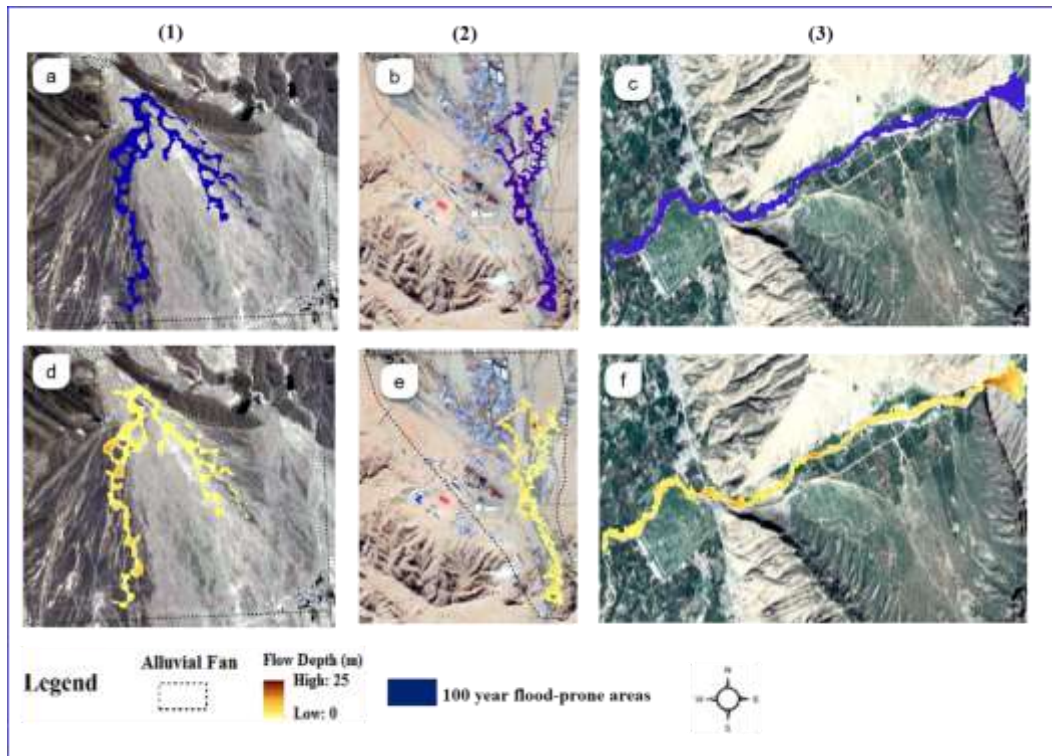 (1)
(2)
(3)
a
b
c
d
e
f
Legend
Alluvial Fan
Flow Depth (m)
High: 25
Low: 0
100 year flood-prone areas
N
W
E
S